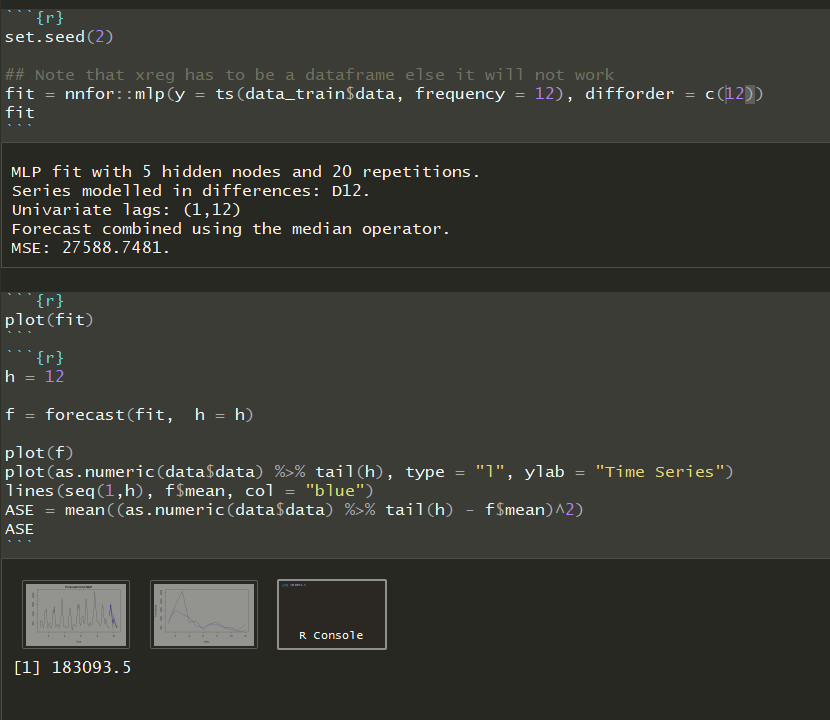 ```{r}
set.seed(2)
## Note that xreg has to be a dataframe else it will not work
fit = nnfor::mlp(y = ts(data_train$data, frequency = 12), difforder = c(12))
fit
```
MLP fit with 5 hidden nodes and 20 repetitions.
Series modelled in differences: D12.
Univariate lags: (1,12)
Forecast combined using the median operator.
MSE: 27588.7481.
```{r}
plot(fit)
```
```{r}
h = 12
f = forecast(fit,  h = h)
plot(f)
plot(as.numeric(data$data) %>% tail(h), type = "l", ylab = "Time Series")
lines(seq(1,h), f$mean, col = "blue")
ASE = mean((as.numeric(data$data) %>% tail(h) - f$mean)^2)
ASE
```
R Console
[1] 183093.5